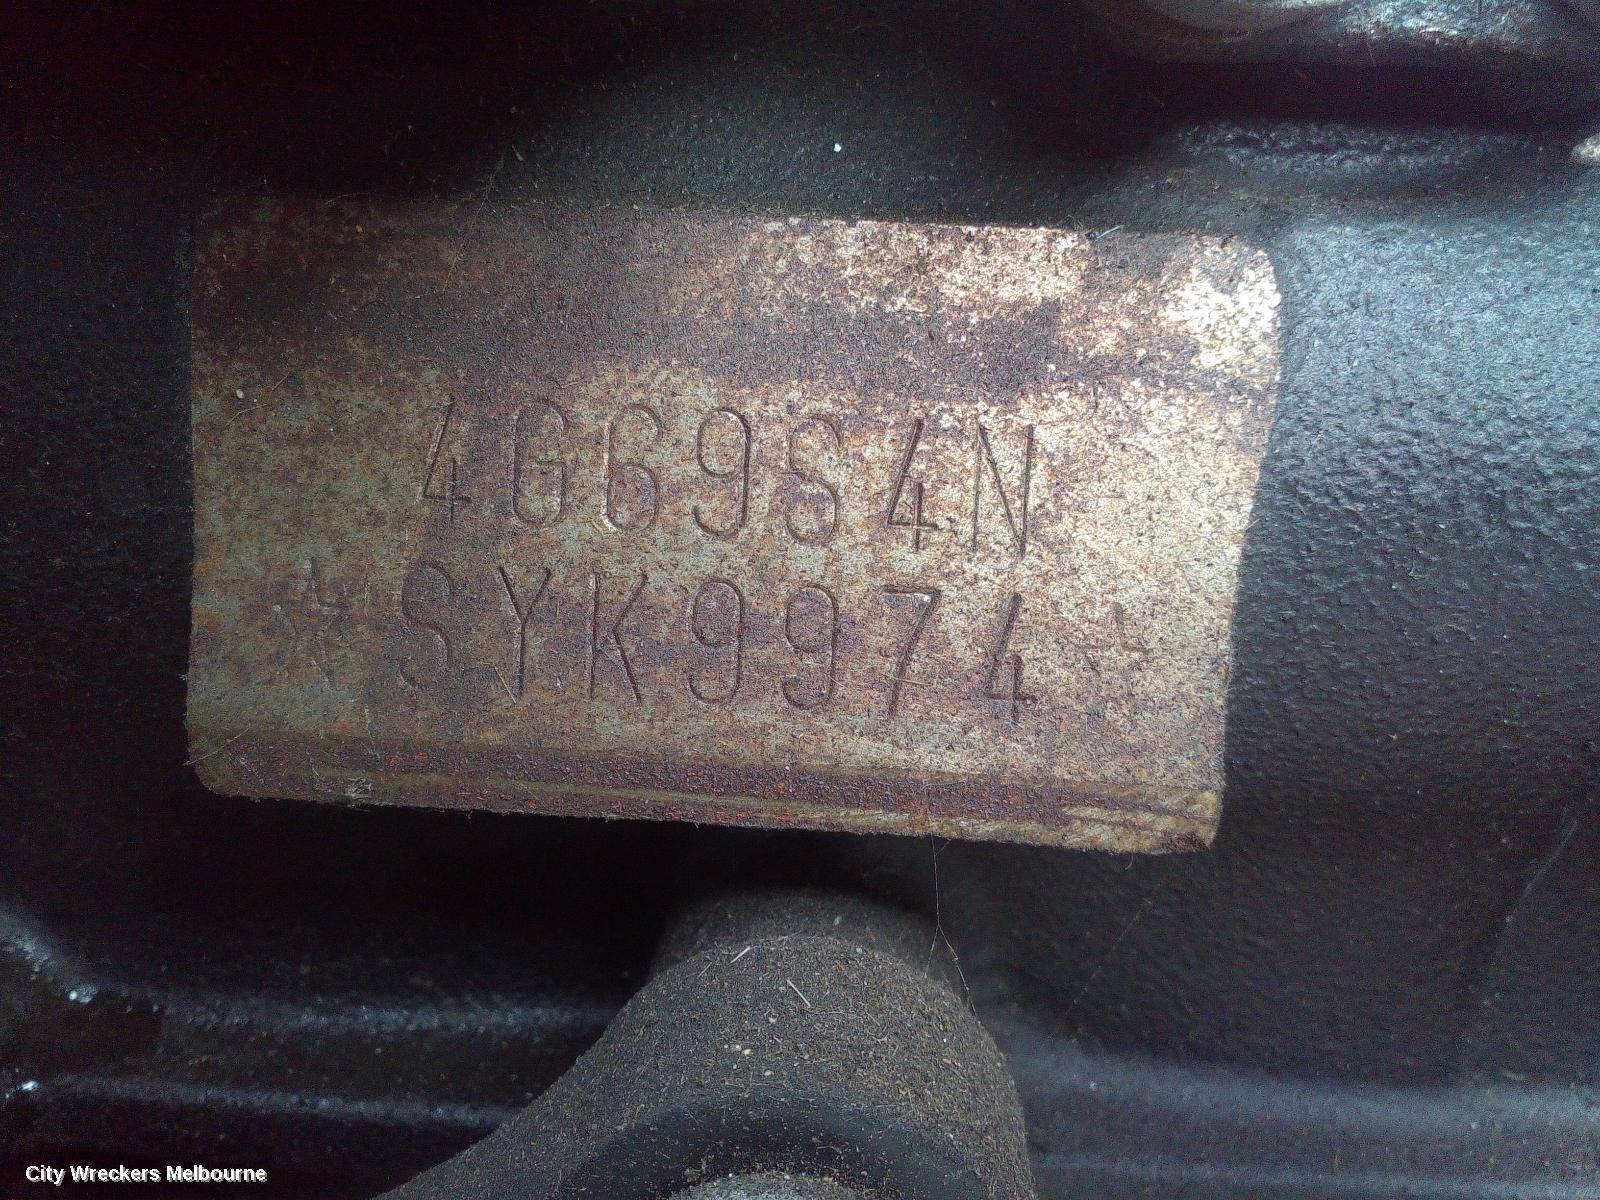 4G69S4N
☆SYK9974☆
City Wreckers Melbourne